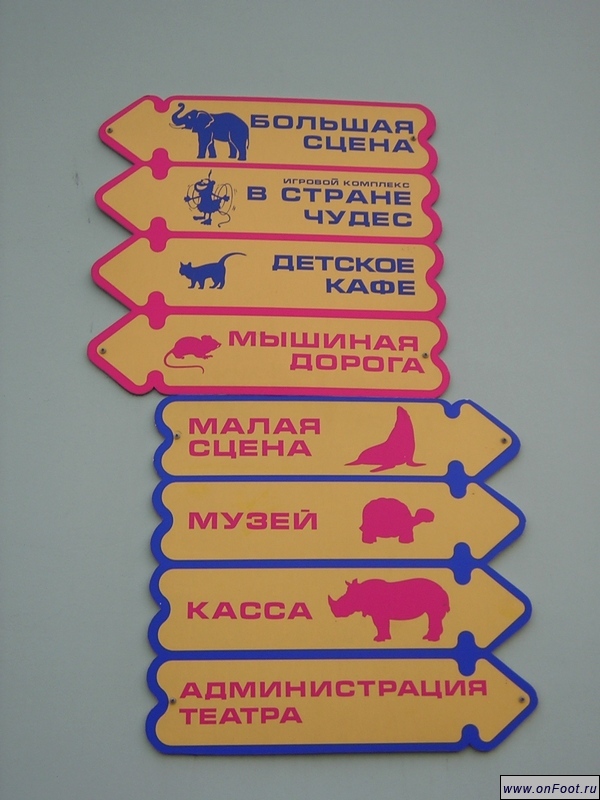 БОЛЬШАЯ
СЦЕНА
ИГРОВОЙ КОМПЛЕКС
В СТРАНЕ
ЧУДЕС
ДЕТСКОЕ
КАФЕ
МЫШИНАЯ
ДОРОГА
МАЛАЯ
СЦЕНА
МУЗЕЙ
КАССА
АДМИНИСТРАЦИЯ
ТЕАТРА
www.onFoot.ru